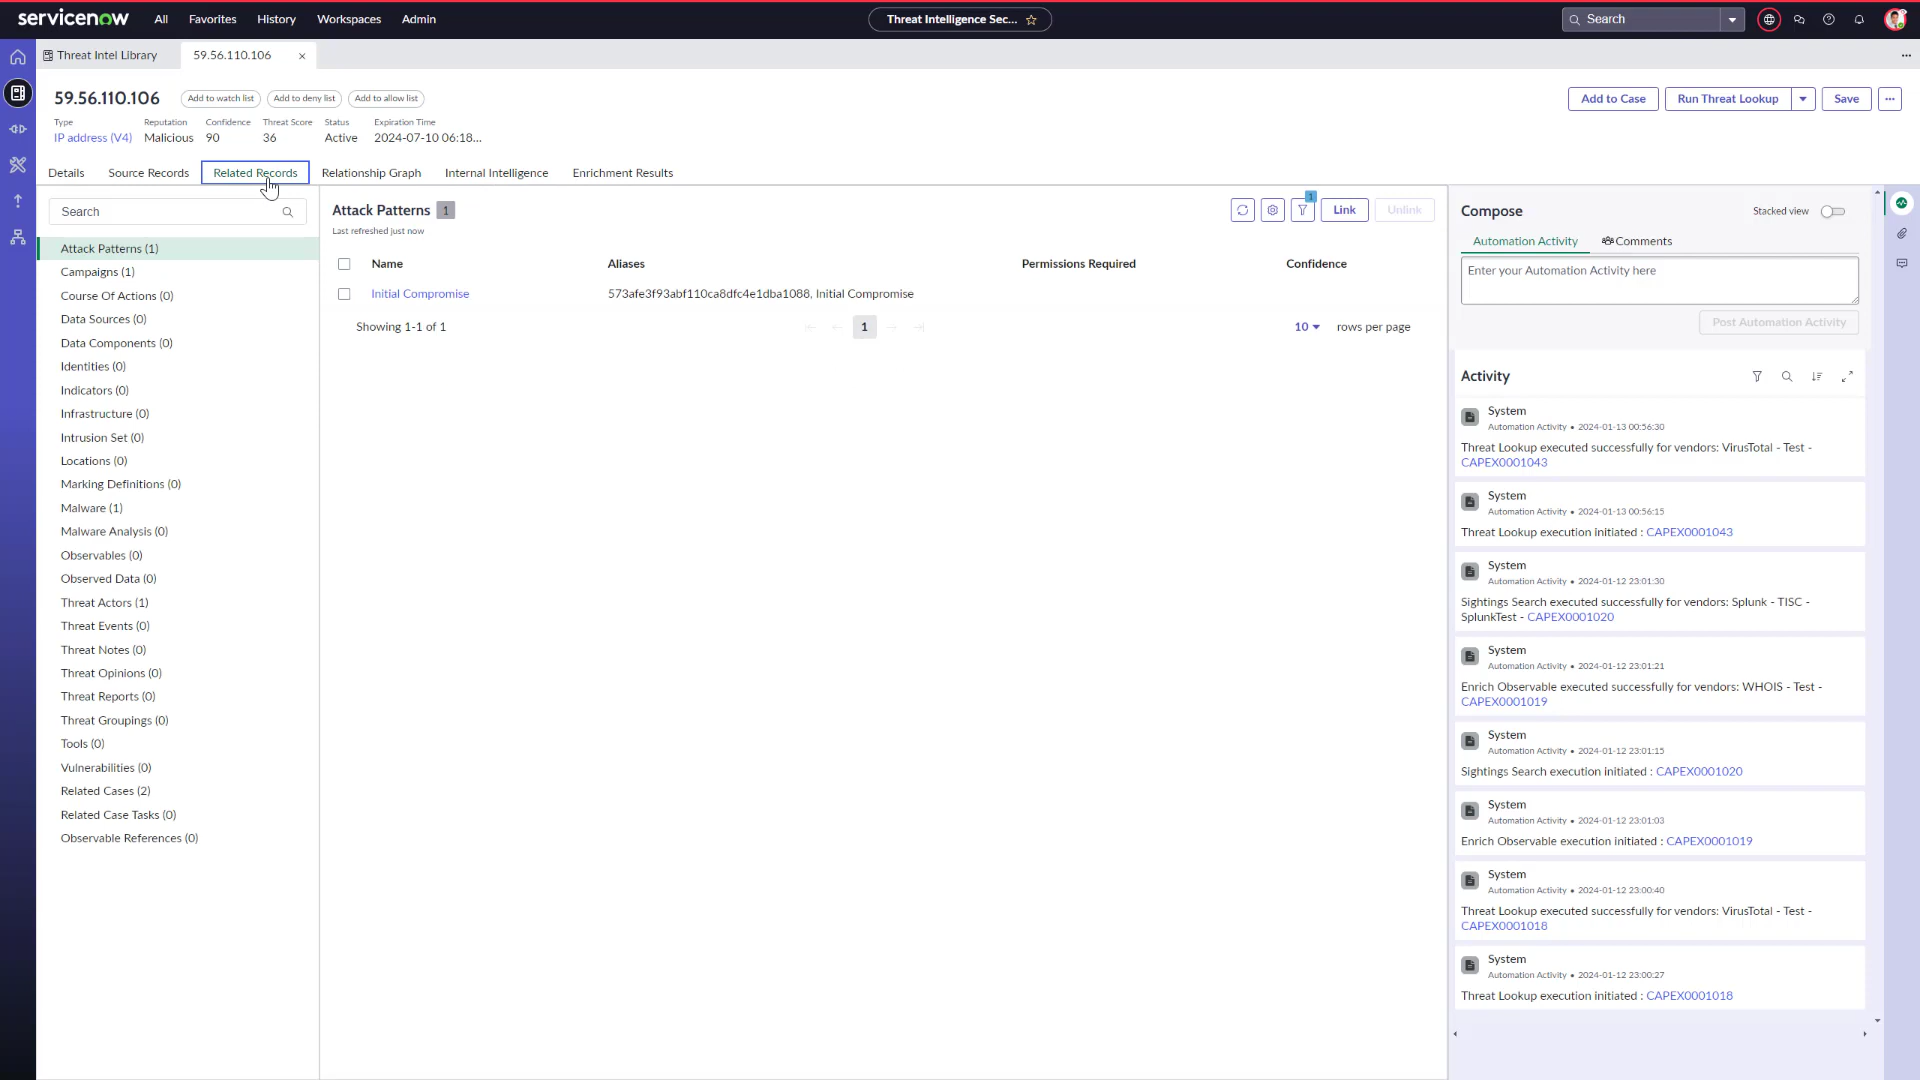 servicenow
All
Favorites
History
Workspaces
Admin
Threat Intelligence Sec...
Search
Threat Intel Library
59.56.110.106
59.56.110.106
Add to watch list
Add to deny list
Add to allow list
Add to Case
Run Threat Lookup
Save
Type
Reputation
Confidence
Threat Score
Status
Expiration Time
IP address (V4)
Malicious
90
36
Active
2024-07-10 06:18...
Details
Source Records
Related Records
Relationship Graph
Internal Intelligence
Enrichment Results
Search
Attack Patterns (1)
Campaigns (1)
Course Of Actions (0)
Data Sources (0)
Data Components (0)
Identities (0)
Indicators (0)
Infrastructure (0)
Intrusion Set (0)
Locations (0)
Marking Definitions (0)
Malware (1)
Malware Analysis (0)
Observables (0)
Observed Data (0)
Threat Actors (1)
Threat Events (0)
Threat Notes (0)
Threat Opinions (0)
Threat Reports (0)
Threat Groupings (0)
Tools (0)
Vulnerabilities (0)
Related Cases (2)
Related Case Tasks (0)
Observable References (0)
Attack Patterns 1
Last refreshed just now
1
Link
Unlink
Name
Aliases
Permissions Required
Confidence
Initial Compromise
573afe3f93abf110ca8dfc4e1dba1088, Initial Compromise
Showing 1-1 of 1
1
10
rows per page
Compose
Stacked view
Automation Activity
Comments
Enter your Automation Activity here
Post Automation Activity
Activity
System
Automation Activity • 2024-01-13 00:56:30
Threat Lookup executed successfully for vendors: VirusTotal - Test -
CAPEX0001043
System
Automation Activity • 2024-01-13 00:56:15
Threat Lookup execution initiated : CAPEX0001043
System
Automation Activity • 2024-01-12 23:01:30
Sightings Search executed successfully for vendors: Splunk - TISC -
SplunkTest - CAPEX0001020
System
Automation Activity • 2024-01-12 23:01:21
Enrich Observable executed successfully for vendors: WHOIS - Test -
CAPEX0001019
System
Automation Activity • 2024-01-12 23:01:15
Sightings Search execution initiated : CAPEX0001020
System
Automation Activity • 2024-01-12 23:01:03
Enrich Observable execution initiated : CAPEX0001019
System
Automation Activity • 2024-01-12 23:00:40
Threat Lookup executed successfully for vendors: VirusTotal - Test -
CAPEX0001018
System
Automation Activity • 2024-01-12 23:00:27
Threat Lookup execution initiated : CAPEX0001018